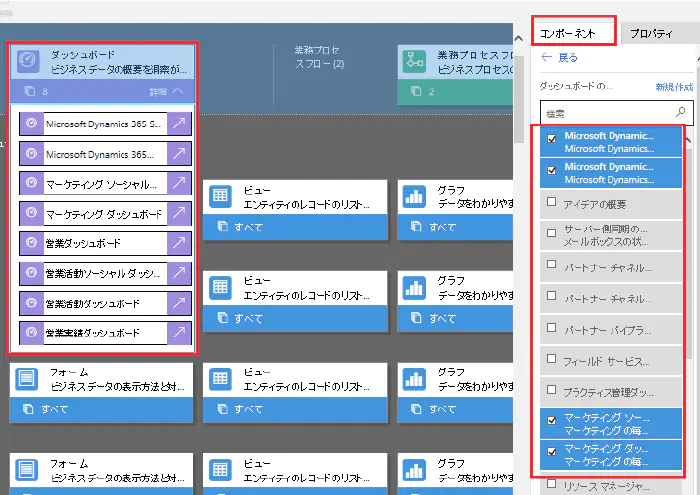 ダッシュボード
ビジネス データの概要を洞察が...
8
詳細
Microsoft Dynamics 365 S...
Microsoft Dynamics 365...
マーケティング ソーシャル...
マーケティング ダッシュボード
営業ダッシュボード
営業活動ソーシャル ダッシ...
営業活動ダッシュボード
営業実績ダッシュボード
業務プロセ
スフロー (2)
業務プロセスフ
ビジネスプロセスの
2
ビュー
エンティティのレコードのリスト...
すべて
グラフ
データをわかりやす
すべて
ビュー
エンティティのレコードのリスト...
すべて
グラフ
データをわかりやす
すべて
フォーム
ビジネス データの表示方法と対...
すべて
ビュー
エンティティのレコードのリスト...
すべて
グラフ
データをわかりやす
すべて
フォーム
ビジネス データの表示方法と対...
ビュー
エンティティのレコードのリスト...
グラフ
データをわかりやす
コンポーネント
プロパティ
戻る
ダッシュボード の...
新規作成
検索
Microsoft Dynamic...
Microsoft Dynamics...
Microsoft Dynamic...
Microsoft Dynamics...
アイデアの概要
サーバー側同期の...
メールボックスの状...
パートナー チャネル...
パートナー チャネル...
パートナー パイプラ...
フィールド サービス...
プラクティス管理ダッ...
マーケティング ソー...
マーケティング の毎...
マーケティング ダッ...
マーケティング の毎...
リソース マネージャ...